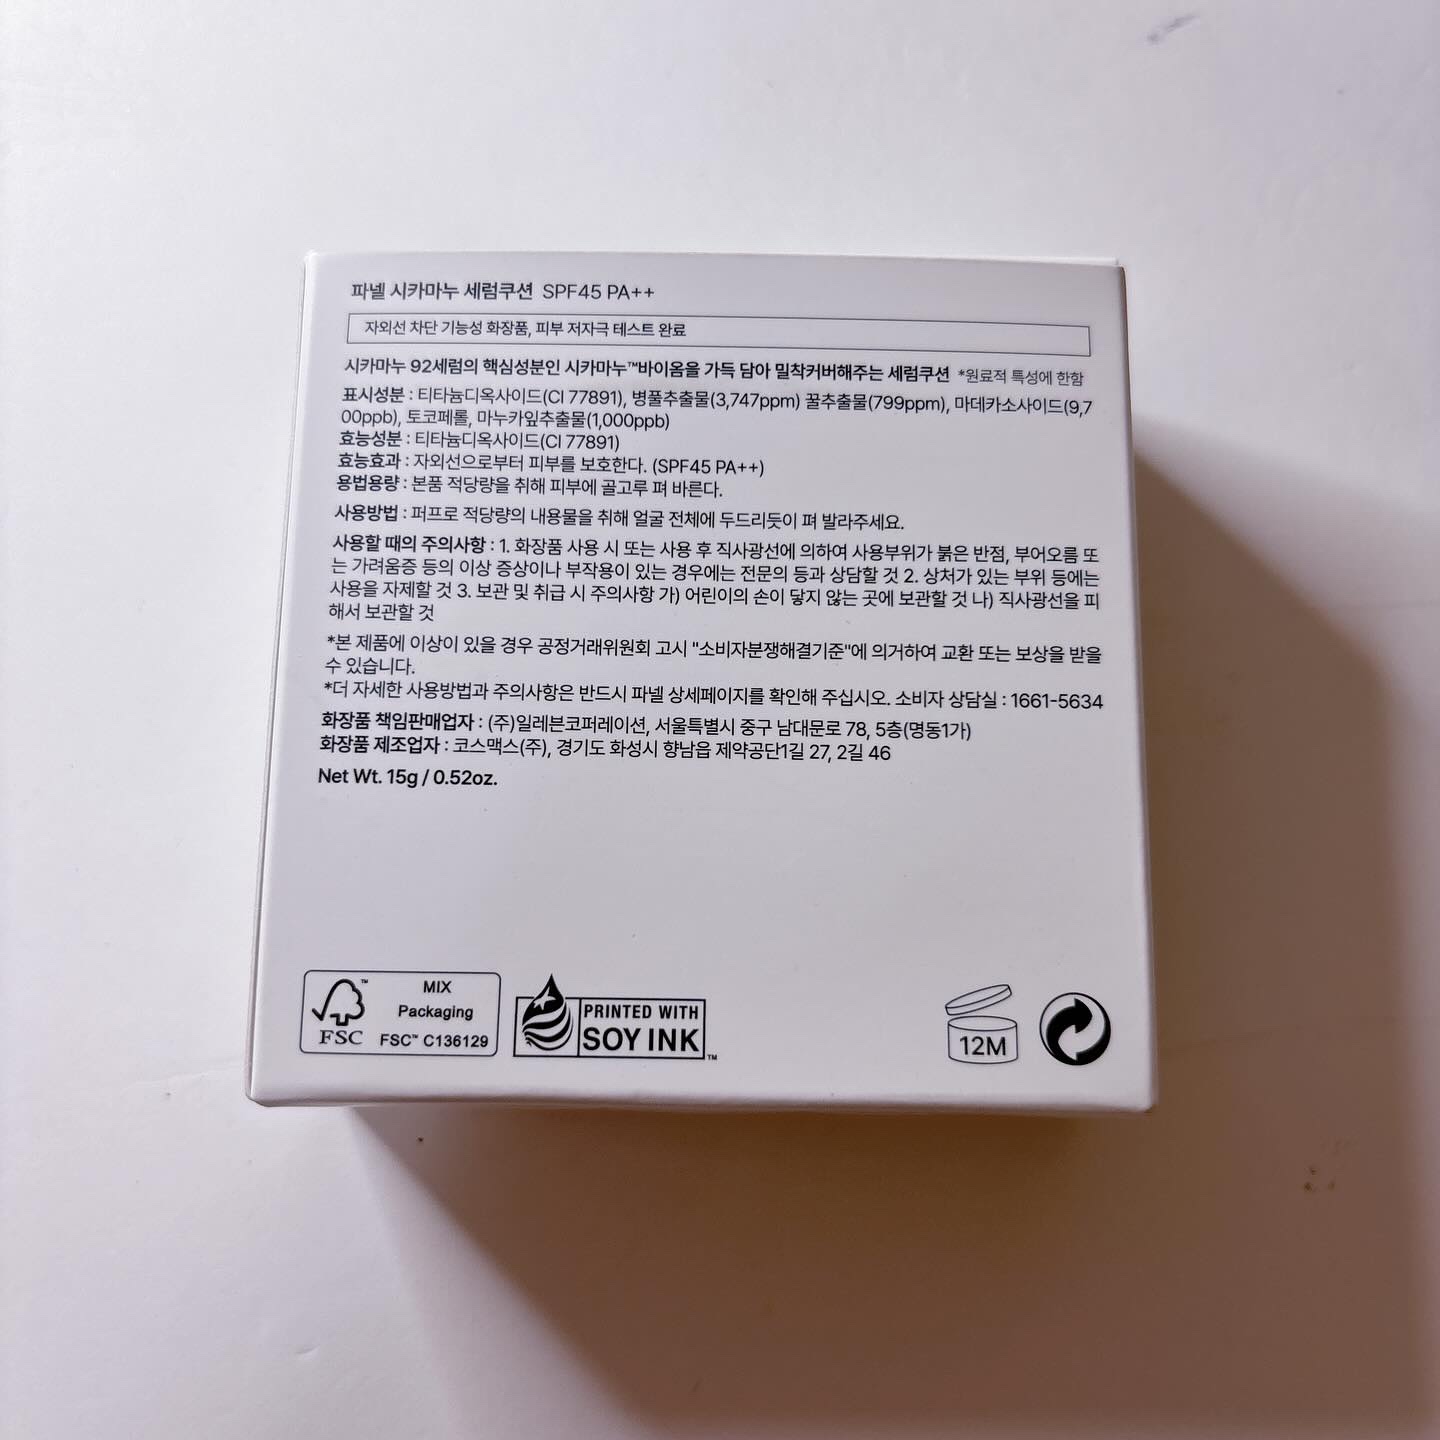 파넬 시카마누 세럼쿠션 SPF45 PA++
자외선 차단 기능성 화장품, 피부 저자극 테스트 완료
시카마누 92세럼의 핵심성분인 시카마누™바이옴을 가득 담아 밀착커버해주는 세럼쿠션 *원료적 특성에 한함
표시성분 : 티타늄디옥사이드(CI 77891), 병풀추출물(3,747ppm) 꿀추출물(799ppm), 마데카소사이드(9,7
00ppb), 토코페롤, 마누카잎추출물(1,000ppb)
효능성분 : 티타늄디옥사이드(CI 77891)
효능효과 : 자외선으로부터 피부를 보호한다. (SPF45 PA++)
용법용량 : 본품 적당량을 취해 피부에 골고루 펴 바른다.
사용방법 : 퍼프로 적당량의 내용물을 취해 얼굴 전체에 두드리듯이 펴 발라주세요.
사용할 때의 주의사항 : 1. 화장품 사용 시 또는 사용 후 직사광선에 의하여 사용부위가 붉은 반점, 부어오름 또
는 가려움증 등의 이상 증상이나 부작용이 있는 경우에는 전문의 등과 상담할 것 2. 상처가 있는 부위 등에는
사용을 자제할 것 3. 보관 및 취급 시 주의사항 가) 어린이의 손이 닿지 않는 곳에 보관할 것 나) 직사광선을 피
해서 보관할 것
*본 제품에 이상이 있을 경우 공정거래위원회 고시 "소비자분쟁해결기준"에 의거하여 교환 또는 보상을 받을
수 있습니다.
*더 자세한 사용방법과 주의사항은 반드시 파넬 상세페이지를 확인해 주십시오. 소비자 상담실 : 1661-5634
화장품 책임판매업자 : (주)일레븐코퍼레이션, 서울특별시 중구 남대문로 78, 5층(명동1가)
화장품 제조업자 : 코스맥스(주), 경기도 화성시 향남읍 제약공단1길 27, 2길 46
Net Wt. 15g / 0.52oz.
MIX
Packaging
FSC FSC™ C136129
PRINTED WITH
SOY INK™
12M